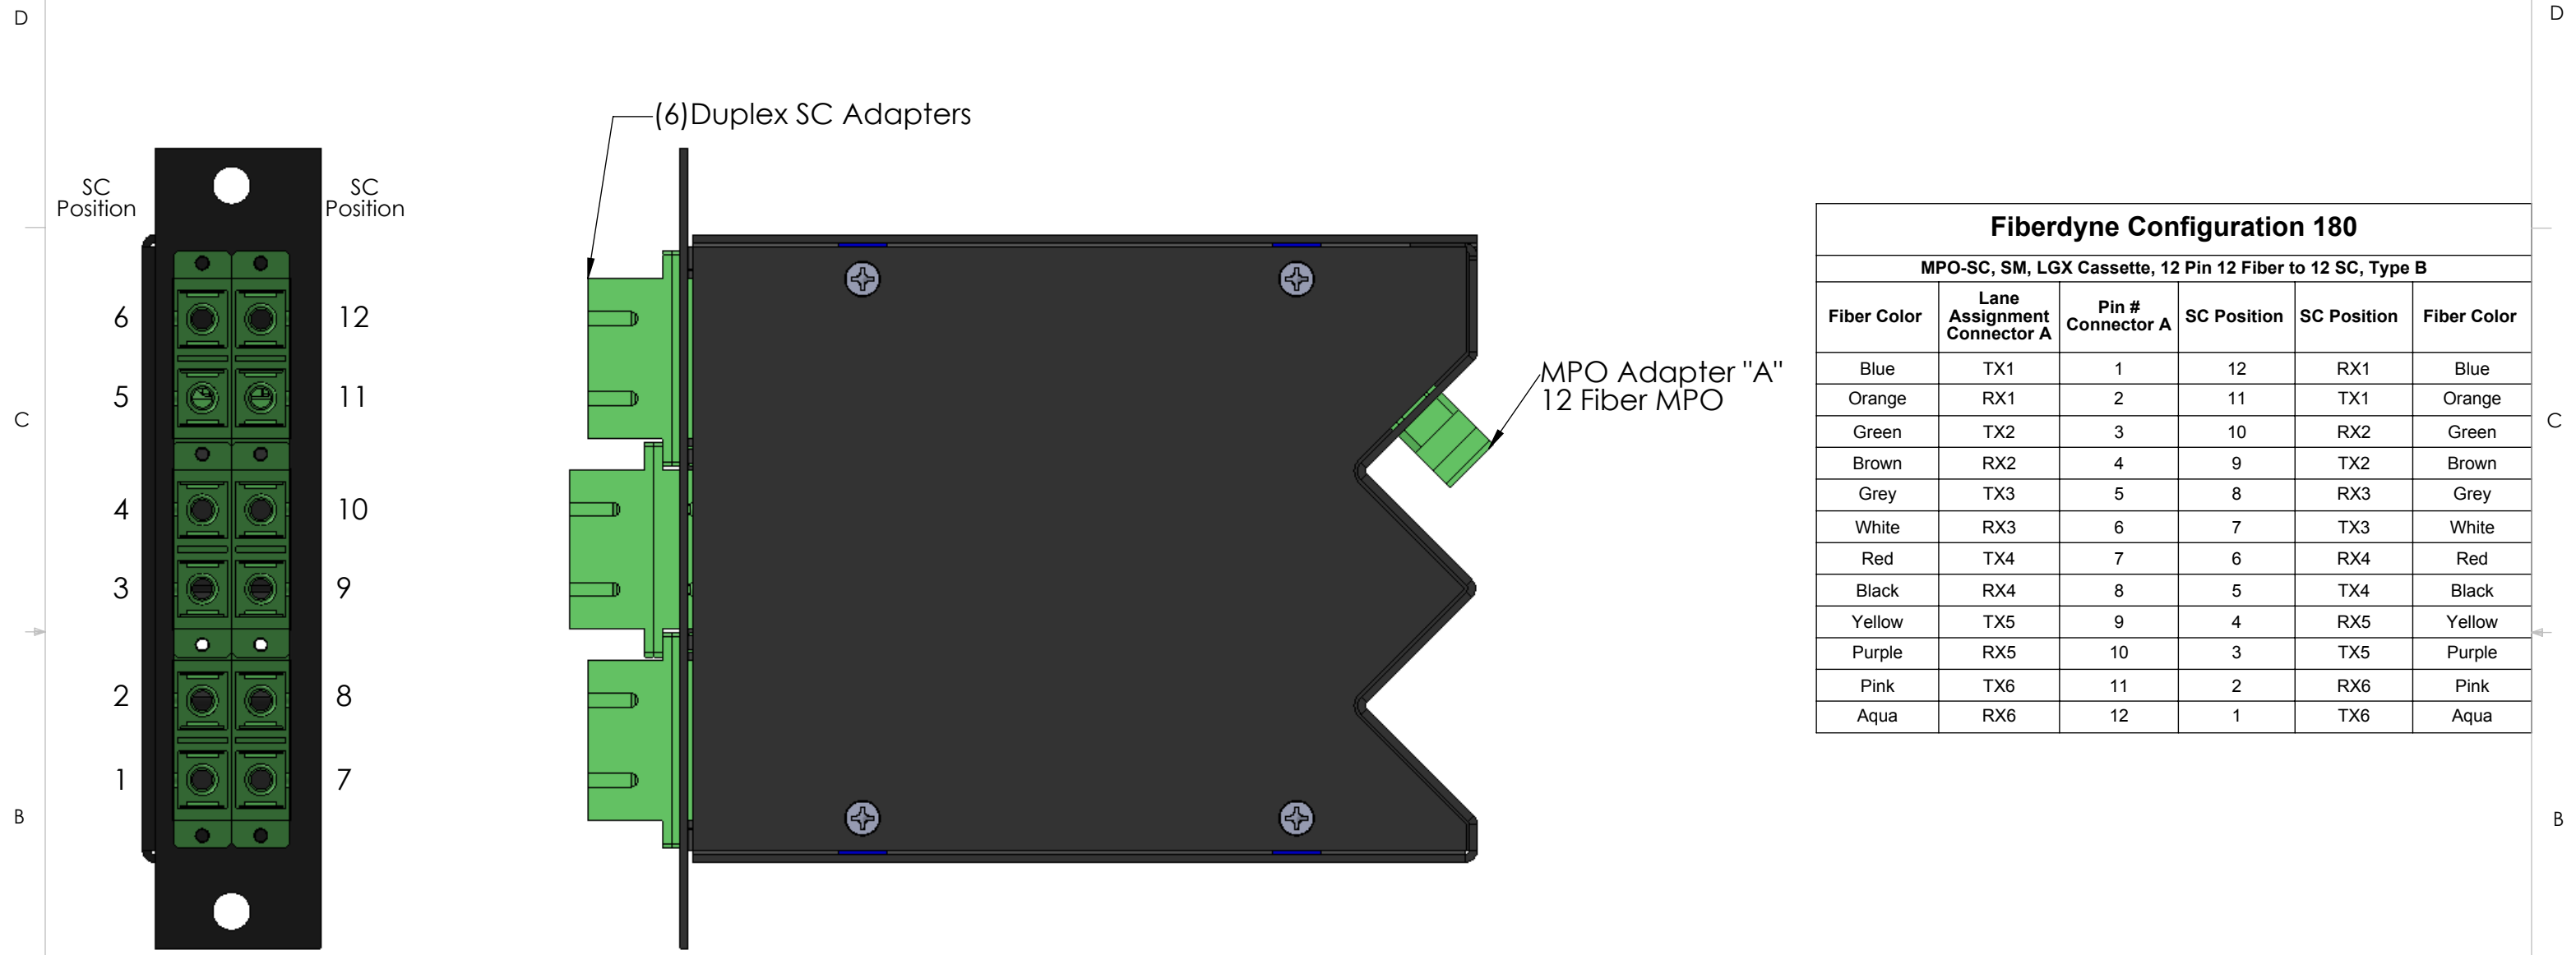 D
D
(6)Duplex SC Adapters
SC
Position
SC
Position
6
12
5
11
4
10
3
9
2
8
1
7
MPO Adapter "A"
12 Fiber MPO
C
C
B
B
Fiberdyne Configuration 180
MPO-SC, SM, LGX Cassette, 12 Pin 12 Fiber to 12 SC, Type B
Fiber Color Lane Assignment Connector A Pin # Connector A SC Position SC Position Fiber Color
Blue TX1 1 12 RX1 Blue
Orange RX1 2 11 TX1 Orange
Green TX2 3 10 RX2 Green
Brown RX2 4 9 TX2 Brown
Grey TX3 5 8 RX3 Grey
White RX3 6 7 TX3 White
Red TX4 7 6 RX4 Red
Black RX4 8 5 TX4 Black
Yellow TX5 9 4 RX5 Yellow
Purple RX5 10 3 TX5 Purple
Pink TX6 11 2 RX6 Pink
Aqua RX6 12 1 TX6 Aqua